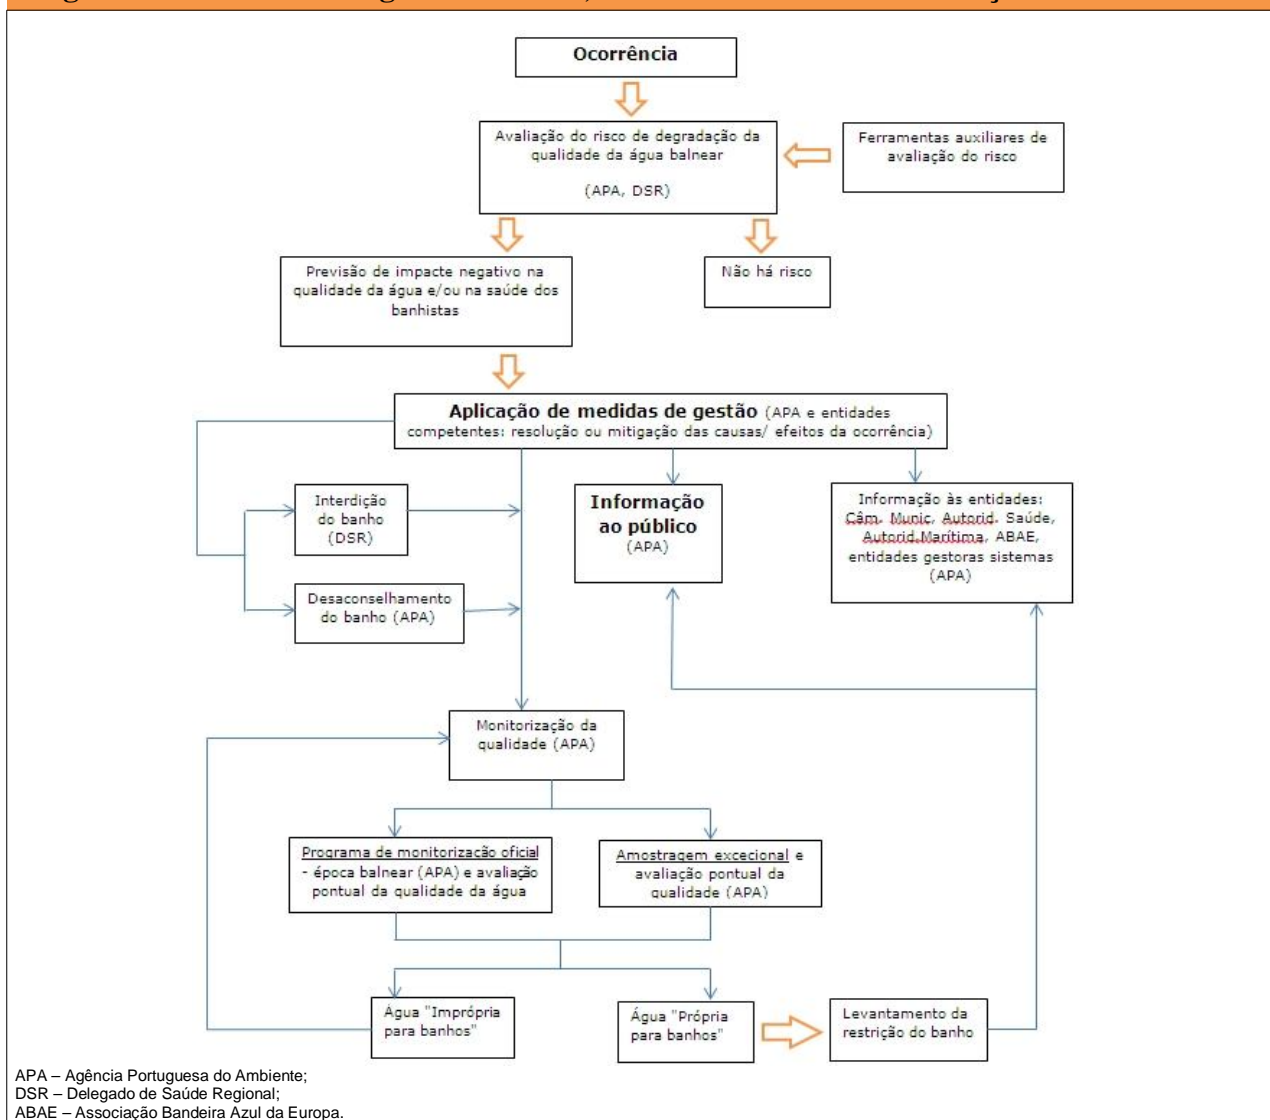 Ocorrência
Avaliação do risco de degradação da
qualidade da água balnear
(APA, DSR)
Ferramentas auxiliares de
avaliação do risco
Previsão de impacte negativo na
qualidade da água e/ou na saúde dos
banhistas
Não há risco
Aplicação de medidas de gestão (APA e entidades
competentes: resolução ou mitigação das causas/ efeitos da ocorrência)
Interdição
do banho
(DSR)
Informação
ao público
(APA)
Informação às entidades:
Câm. Munic, Autorid. Saúde,
Autorid.Marítima, ABAE,
entidades gestoras sistemas
(APA)
Desaconselhamento
do banho (APA)
Monitorização da
qualidade (APA)
Programa de monitorização oficial
- época balnear (APA) e avaliação
pontual da qualidade da água
Amostragem excecional e
avaliação pontual da
qualidade (APA)
Água "Imprópria
para banhos"
Água "Própria
para banhos"
Levantamento da
restrição do banho
APA – Agência Portuguesa do Ambiente;
DSR – Delegado de Saúde Regional;
ABAE – Associação Bandeira Azul da Europa.